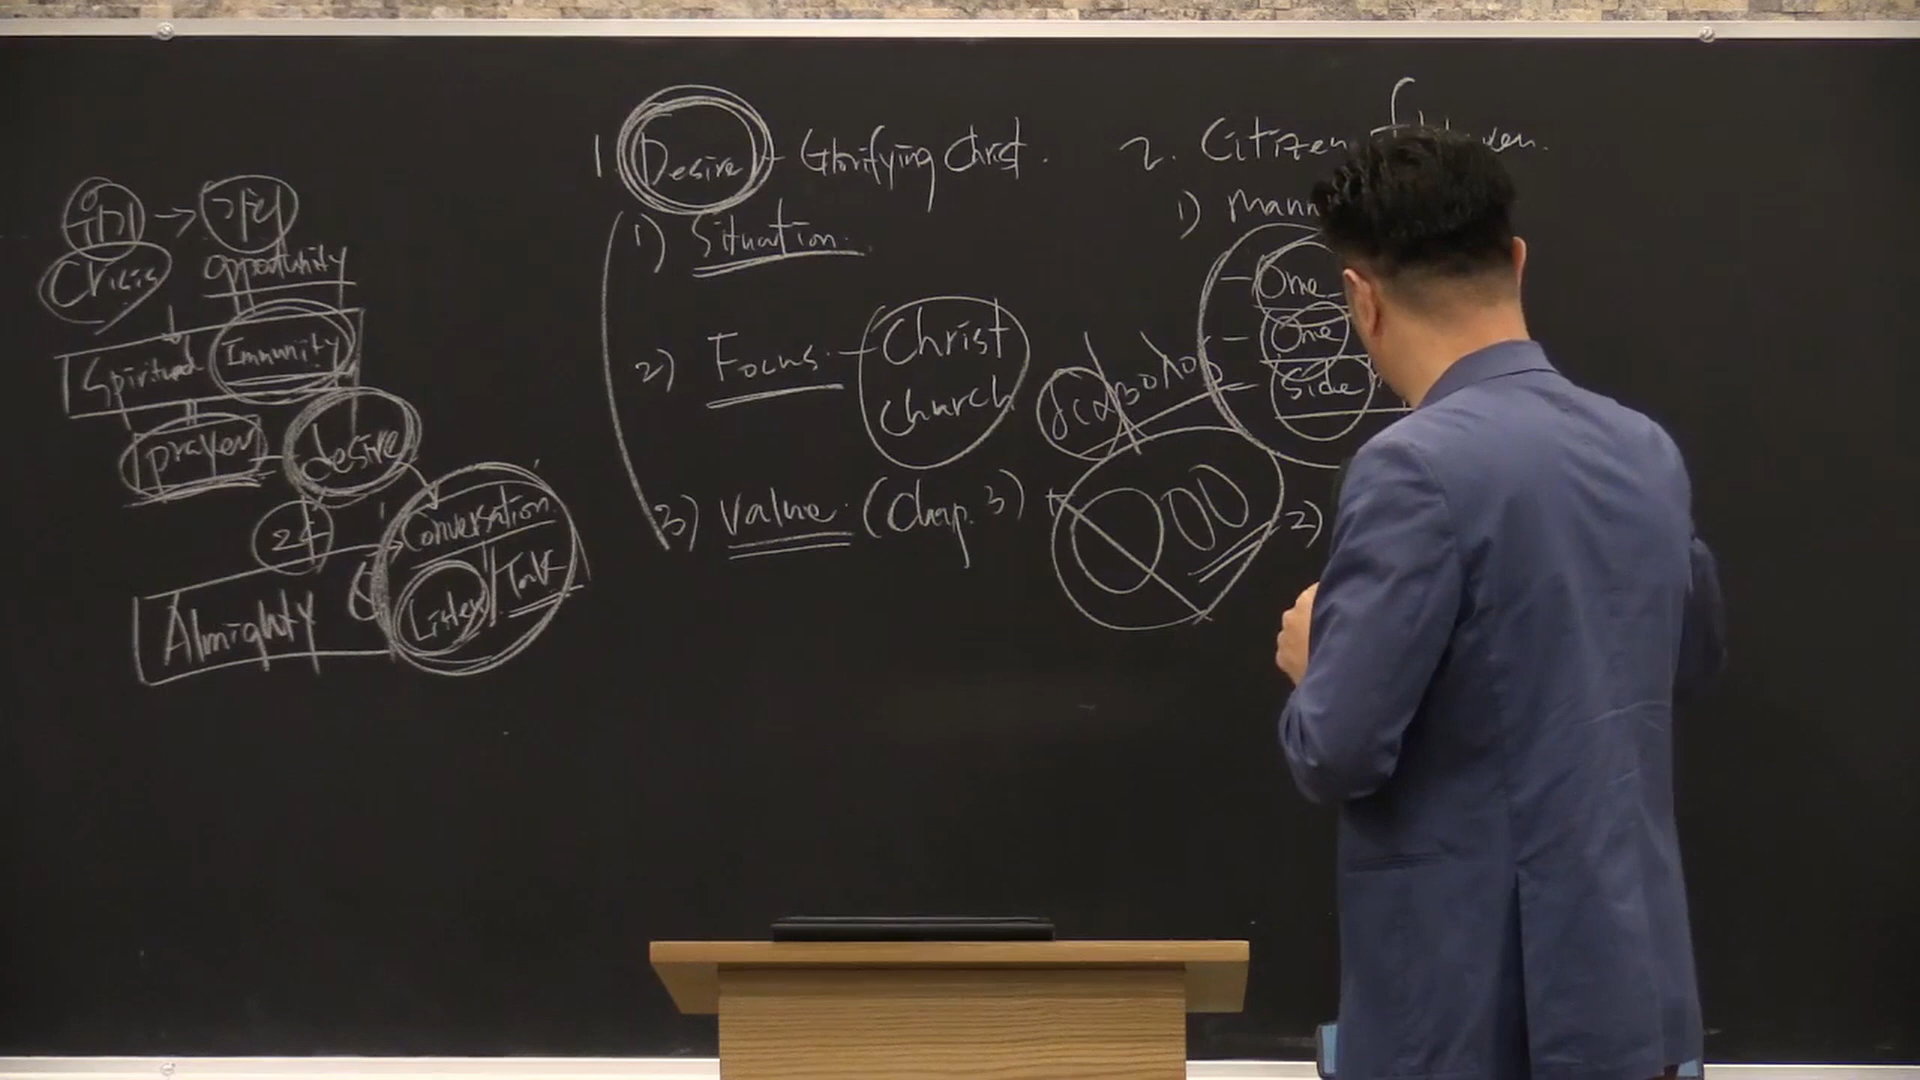 위기 → 기회
Crisis opportunity
Spiritual Immunity
prayer desire
24 Conversation
Listen / Talk
Almighty
1. Desire - Glorifying Christ.
1) Situation.
2) Focus. - Christ
church
3) Value. (Chap. 3)
2. Citizen
1) Mann
- One
- One
- Side
διαβολος
2)